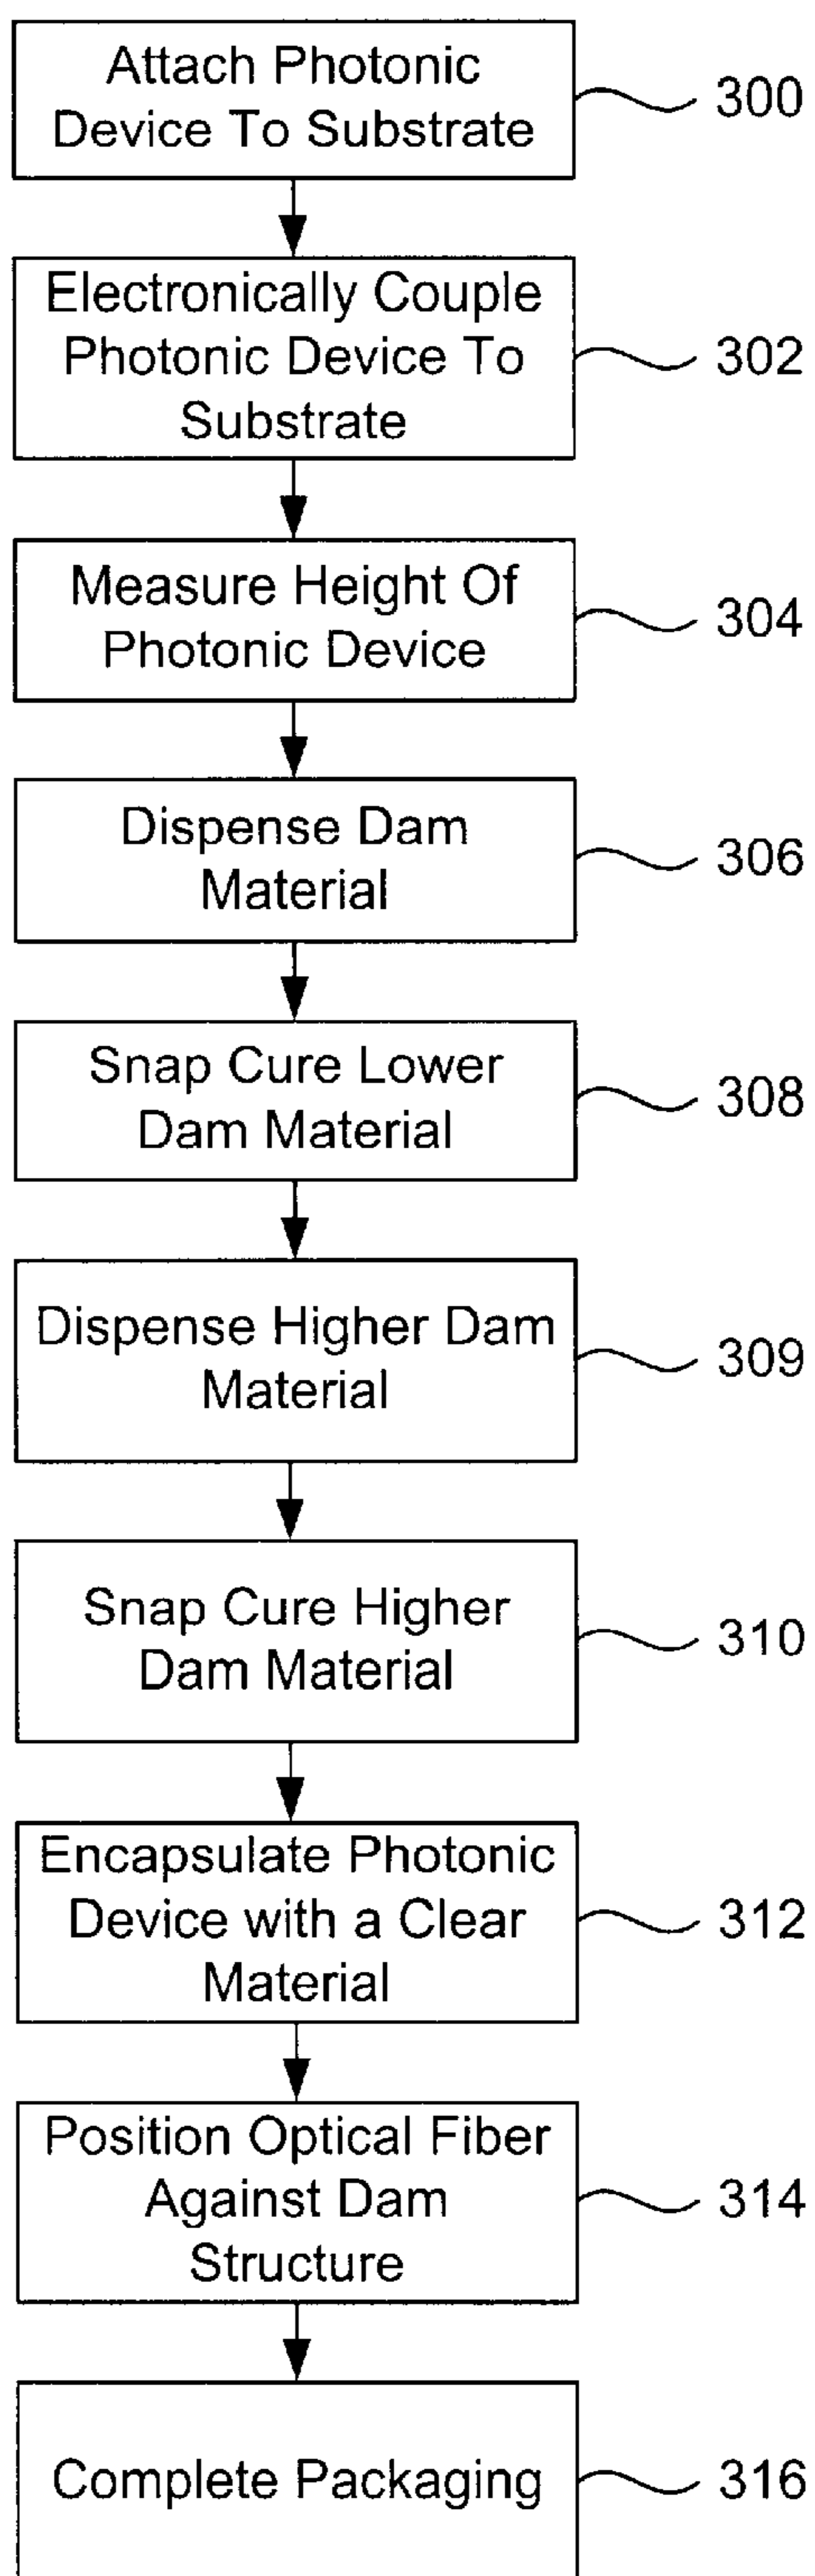 Attach Photonic
Device To Substrate
300
Electronically Couple
Photonic Device To
Substrate
302
Measure Height Of
Photonic Device
304
Dispense Dam
Material
306
Snap Cure Lower
Dam Material
308
Dispense Higher Dam
Material
309
Snap Cure Higher
Dam Material
310
Encapsulate Photonic
Device with a Clear
Material
312
Position Optical Fiber
Against Dam
Structure
314
Complete Packaging
316